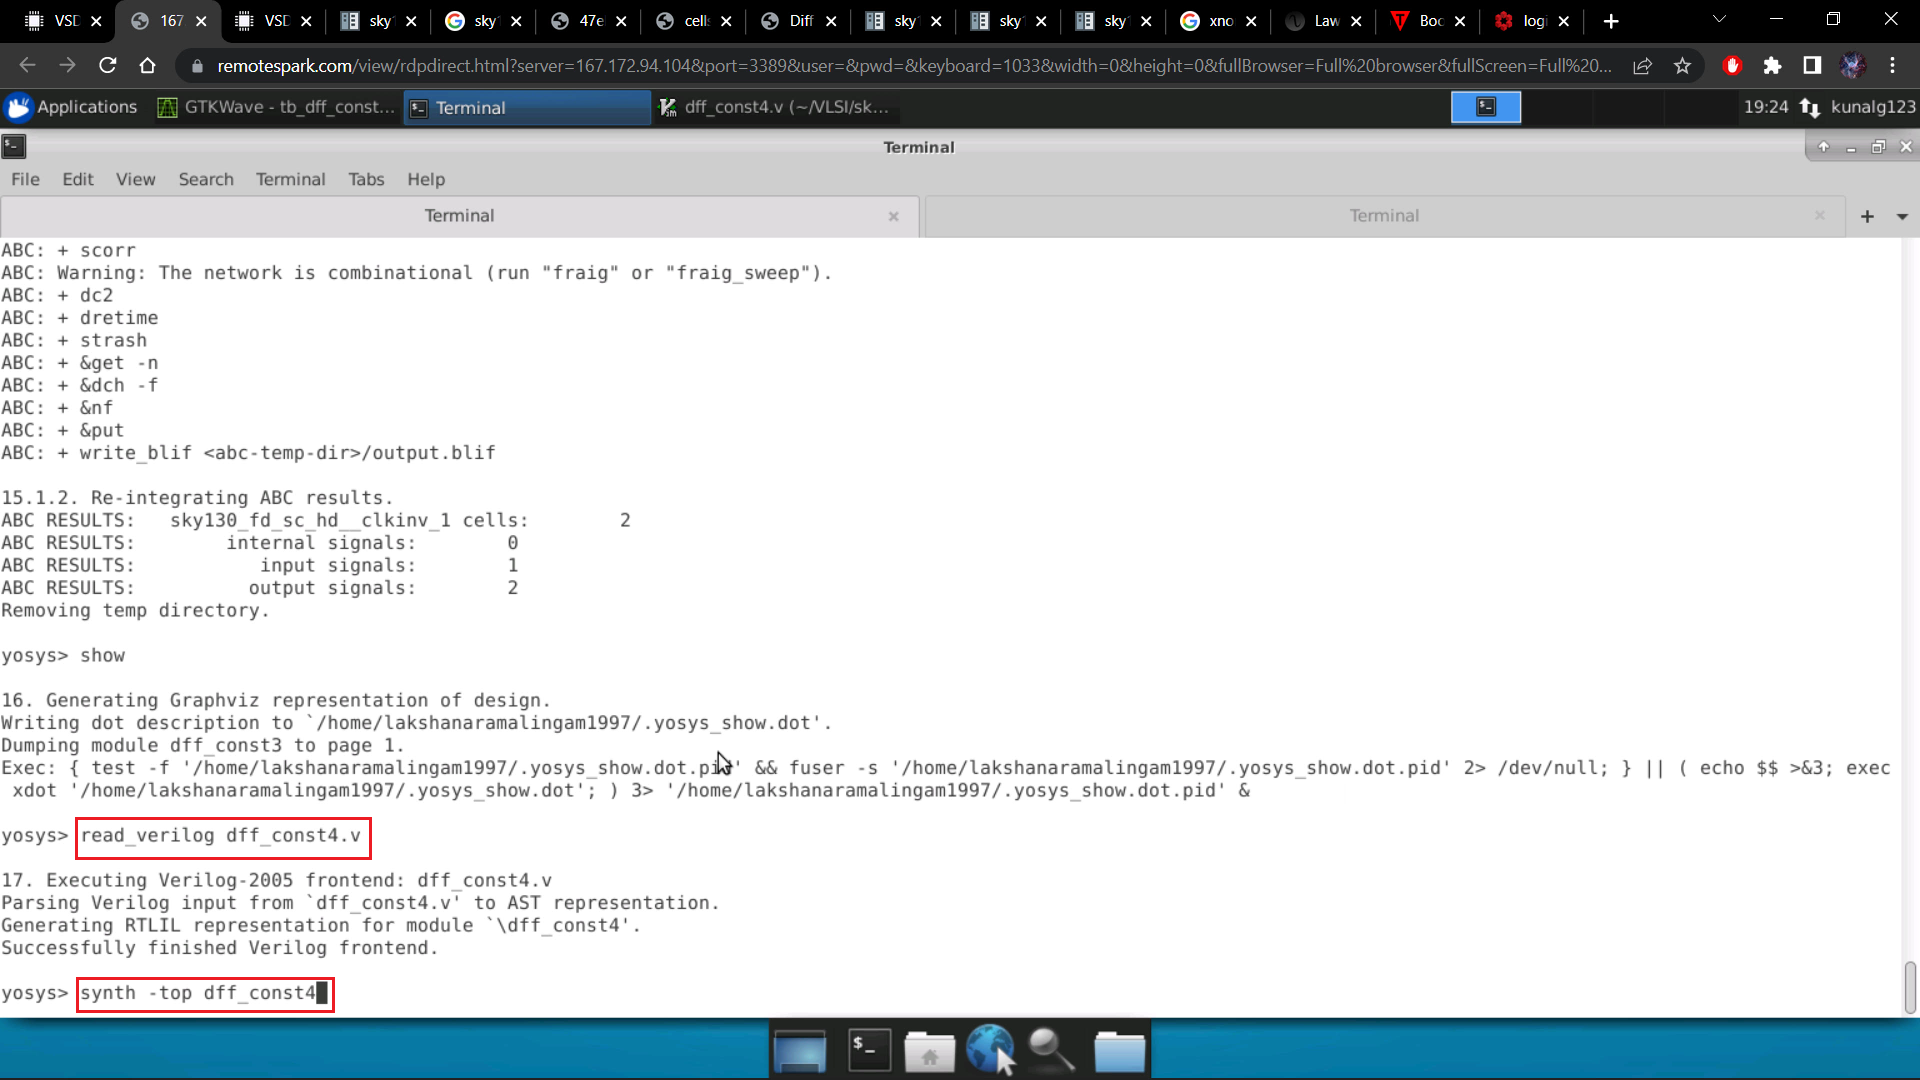 VSD
167
VSD
sky
sky
47e
cell
Diff
sky
sky
sky
xno
Law
Boc
logi
remotespark.com/view/rdpdirect.html?server=167.172.94.104&port=3389&user=&pwd=&keyboard=1033&width=0&height=0&fullBrowser=Full%20browser&fullScreen=Full%20...
Applications
GTKWave - tb_dff_const...
Terminal
dff_const4.v (~/VLSI/sk...
19:24
kunalg123
Terminal
File Edit View Search Terminal Tabs Help
Terminal
Terminal
ABC: + scorr
ABC: Warning: The network is combinational (run "fraig" or "fraig_sweep").
ABC: + dc2
ABC: + dretime
ABC: + strash
ABC: + &get -n
ABC: + &dch -f
ABC: + &nf
ABC: + &put
ABC: + write_blif <abc-temp-dir>/output.blif
15.1.2. Re-integrating ABC results.
ABC RESULTS:   sky130_fd_sc_hd__clkinv_1 cells:        2
ABC RESULTS:        internal signals:        0
ABC RESULTS:           input signals:        1
ABC RESULTS:          output signals:        2
Removing temp directory.
yosys> show
16. Generating Graphviz representation of design.
Writing dot description to `/home/lakshanaramalingam1997/.yosys_show.dot'.
Dumping module dff_const3 to page 1.
Exec: { test -f '/home/lakshanaramalingam1997/.yosys_show.dot.pid' && fuser -s '/home/lakshanaramalingam1997/.yosys_show.dot.pid' 2> /dev/null; } || ( echo $$ >&3; exec
xdot '/home/lakshanaramalingam1997/.yosys_show.dot'; ) 3> '/home/lakshanaramalingam1997/.yosys_show.dot.pid' &
yosys> read_verilog dff_const4.v
17. Executing Verilog-2005 frontend: dff_const4.v
Parsing Verilog input from `dff_const4.v' to AST representation.
Generating RTLIL representation for module `\dff_const4'.
Successfully finished Verilog frontend.
yosys> synth -top dff_const4